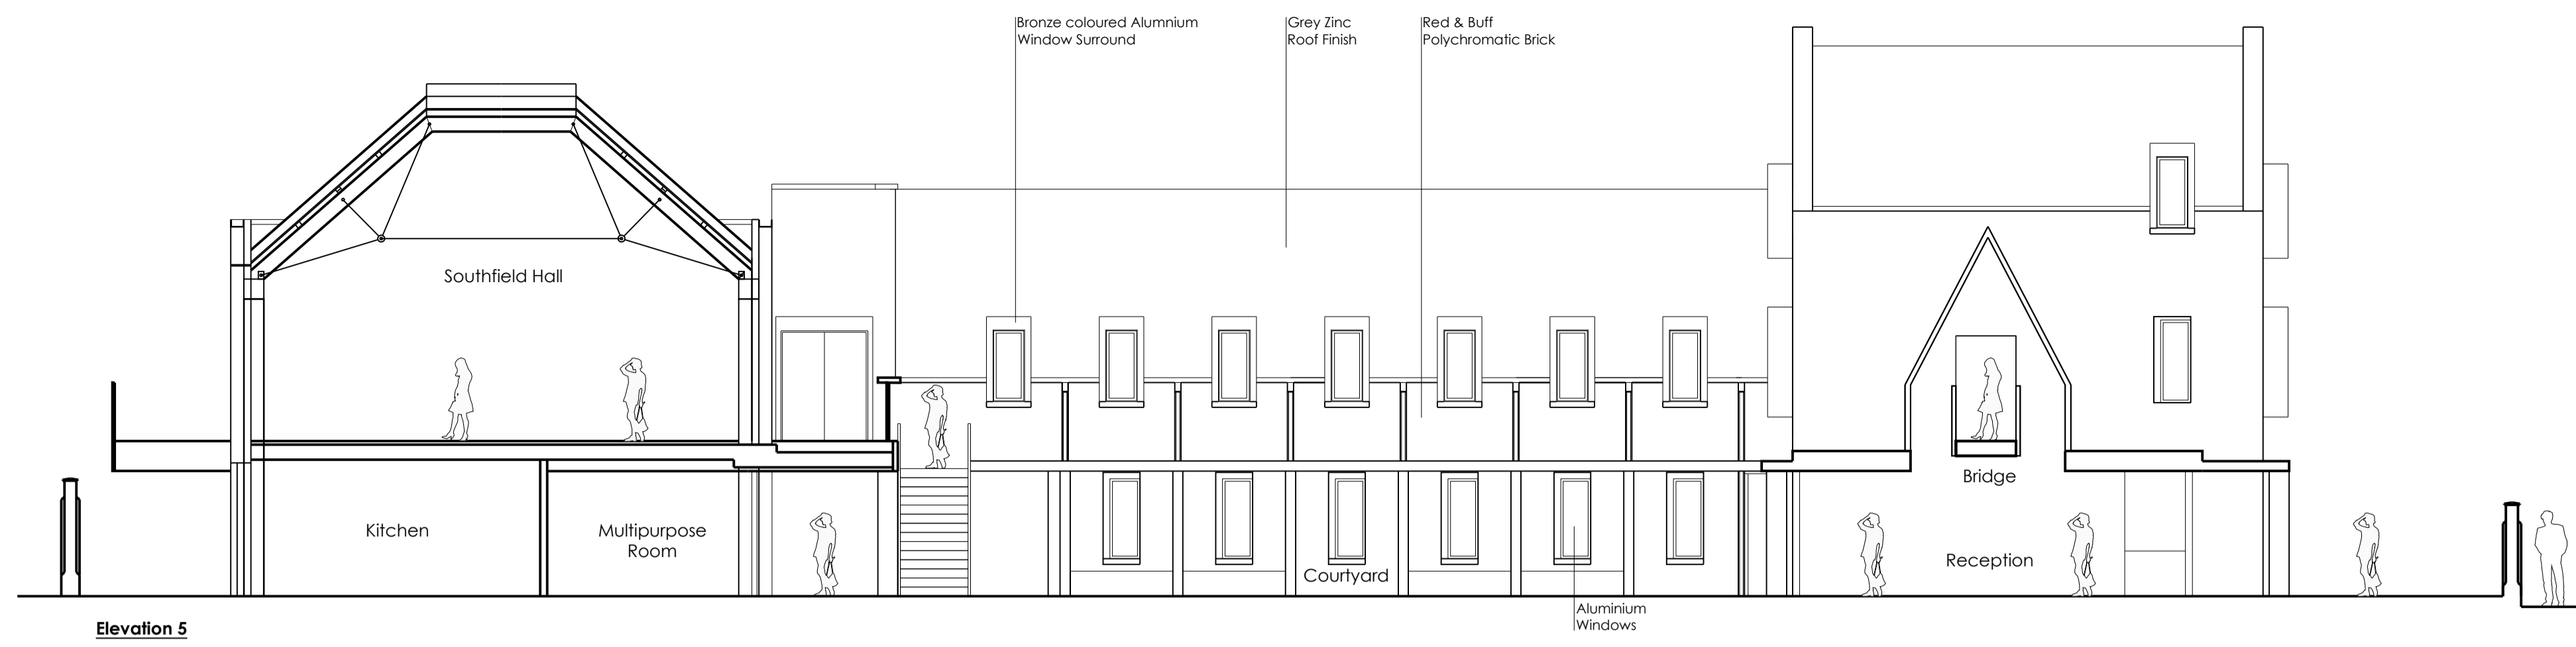 Bronze coloured Alumnium
Window Surround
Grey Zinc
Roof Finish
Red & Buff
Polychromatic Brick
Southfield Hall
Kitchen
Multipurpose
Room
Courtyard
Bridge
Reception
Aluminium
Windows
Elevation 5